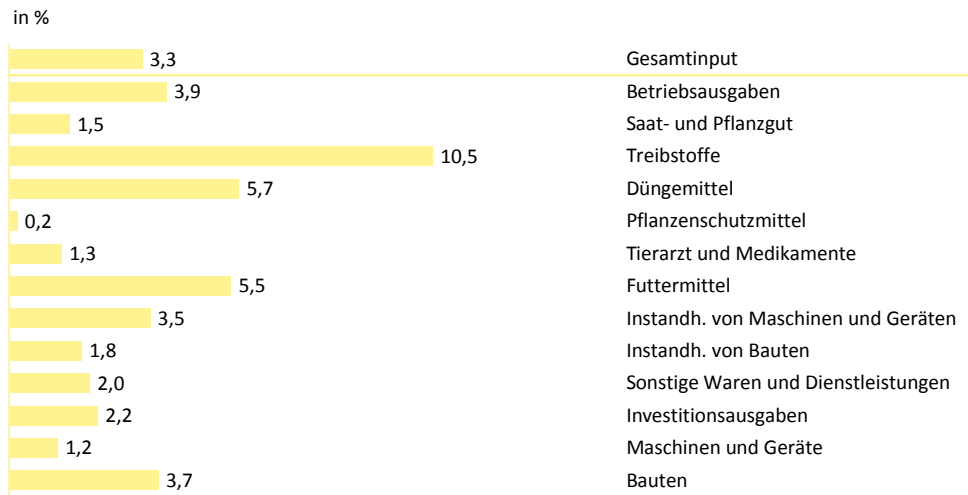 in %
3,3 Gesamtinput
3,9 Betriebsausgaben
1,5 Saat- und Pflanzgut
10,5 Treibstoffe
5,7 Düngemittel
0,2 Pflanzenschutzmittel
1,3 Tierarzt und Medikamente
5,5 Futtermittel
3,5 Instandh. von Maschinen und Geräten
1,8 Instandh. von Bauten
2,0 Sonstige Waren und Dienstleistungen
2,2 Investitionsausgaben
1,2 Maschinen und Geräte
3,7 Bauten